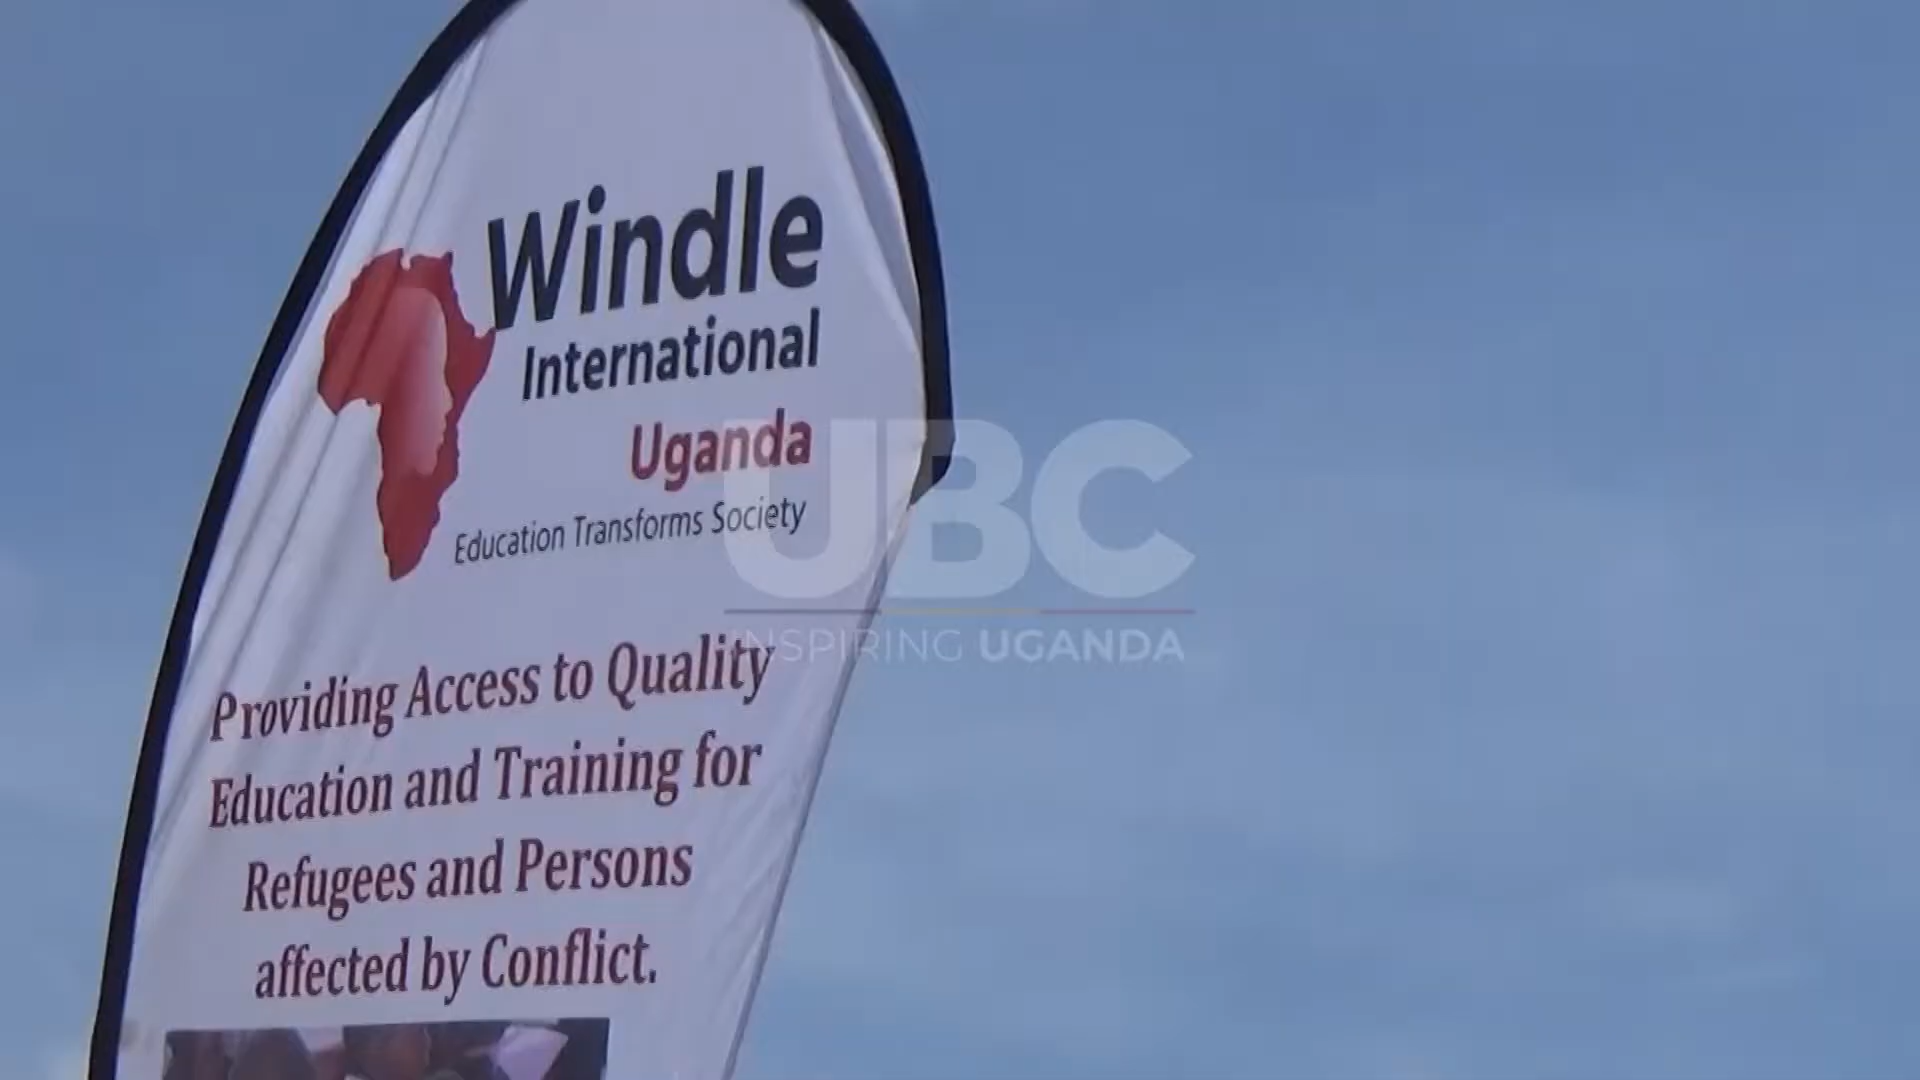 Windle
International
Uganda
Education Transforms Society
UBC
INSPIRING UGANDA
Providing Access to Quality
Education and Training for
Refugees and Persons
affected by Conflict.